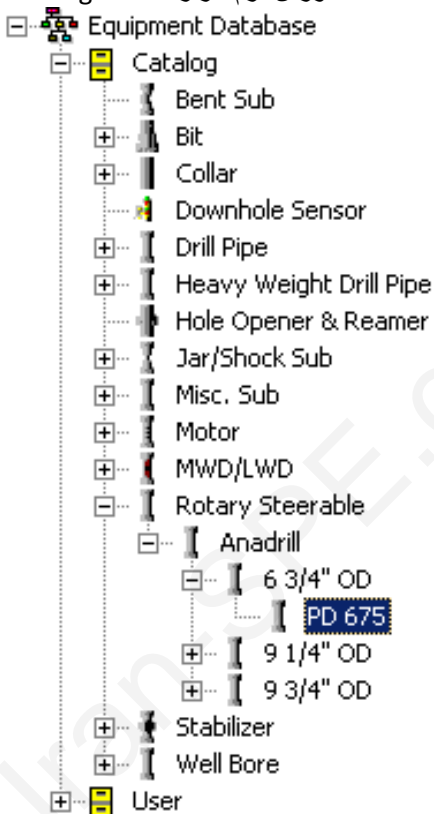 Equipment Database
Catalog
Bent Sub
Bit
Collar
Downhole Sensor
Drill Pipe
Heavy Weight Drill Pipe
Hole Opener & Reamer
Jar/Shock Sub
Misc. Sub
Motor
MWD/LWD
Rotary Steerable
Anadrill
6 3/4" OD
PD 675
9 1/4" OD
9 3/4" OD
Stabilizer
Well Bore
User
Iran-SPE.